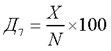 Д₇ = X/N × 100